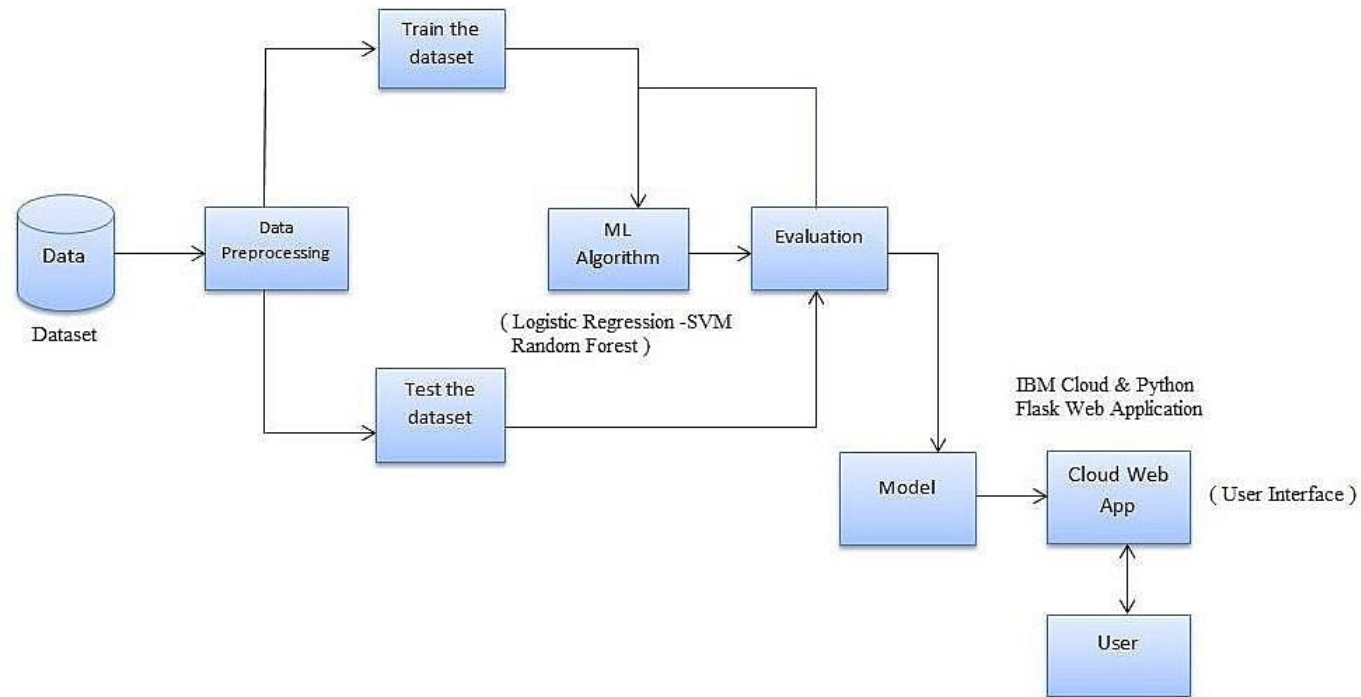 Train the
dataset
Data
Dataset
Data
Preprocessing
ML
Algorithm
Evaluation
( Logistic Regression -SVM
Random Forest )
Test the
dataset
IBM Cloud & Python
Flask Web Application
Model
Cloud Web
App
( User Interface )
User